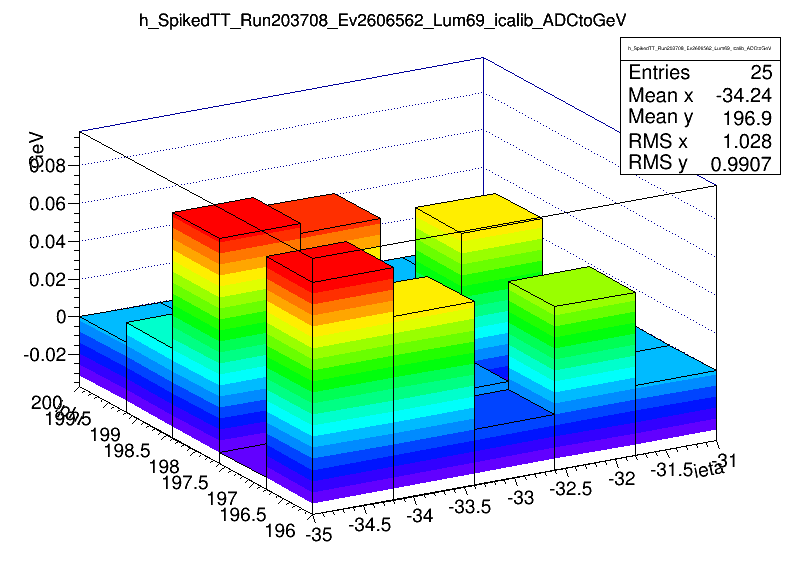 h_SpikedTT_Run203708_Ev2606562_Lum69_icalib_ADCtoGeV
h_SpikedTT_Run203708_Ev2606562_Lum69_icalib_ADCtoGeV
Entries 25
Mean x -34.24
Mean y 196.9
RMS x 1.028
RMS y 0.9907
GeV
0.08
0.06
0.04
0.02
0
-0.02
200
199.5
199
198.5
198
197.5
197
196.5
196
-35
-34.5
-34
-33.5
-33
-32.5
-32
-31.5
-31
ieta